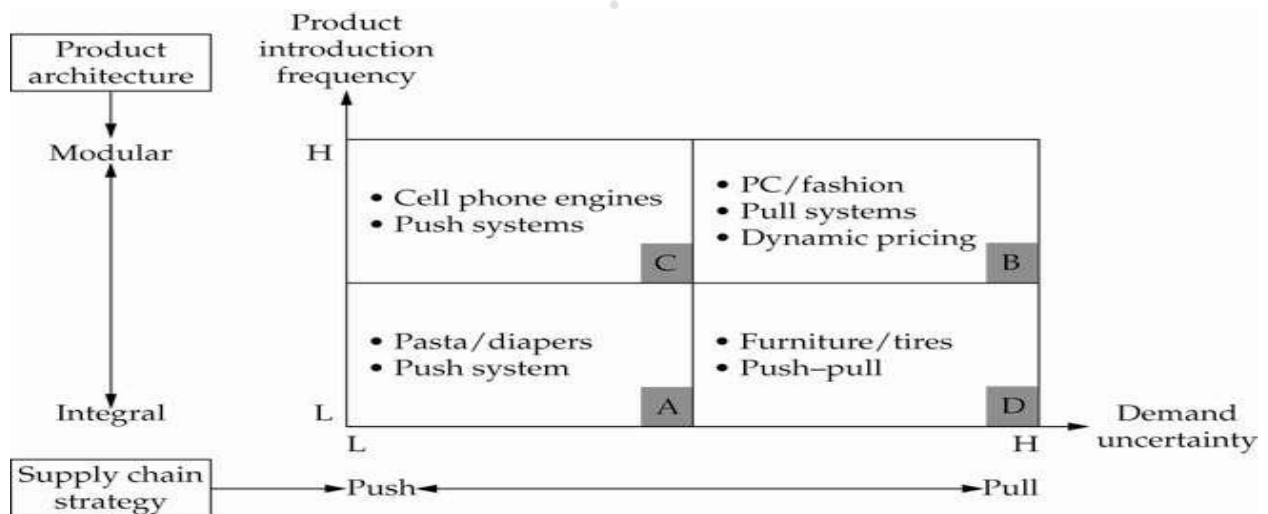 Product
architecture
Modular
Integral
Supply chain
strategy
Product
introduction
frequency
H
L
• Cell phone engines
• Push systems
C
• PC/fashion
• Pull systems
• Dynamic pricing
B
• Pasta/diapers
• Push system
A
• Furniture/tires
• Push–pull
D
L
H
Demand
uncertainty
Push
Pull